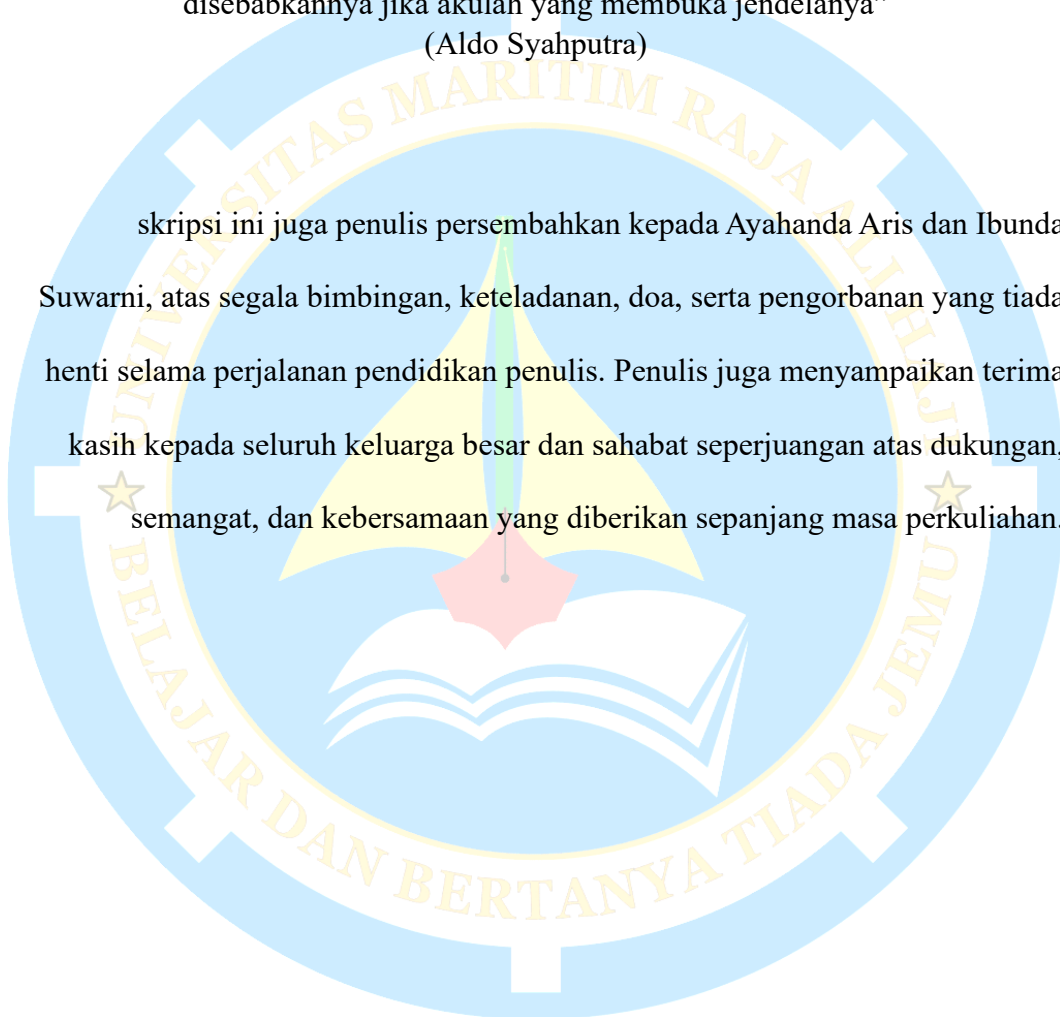 disebabkannya jika akulah yang membuka jendelanya”
(Aldo Syahputra)
skripsi ini juga penulis persembahkan kepada Ayahanda Aris dan Ibunda
Suwarni, atas segala bimbingan, keteladanan, doa, serta pengorbanan yang tiada
henti selama perjalanan pendidikan penulis. Penulis juga menyampaikan terima
kasih kepada seluruh keluarga besar dan sahabat seperjuangan atas dukungan,
semangat, dan kebersamaan yang diberikan sepanjang masa perkuliahan.
UNIVERSITAS MARITIM RAJA ALI HAJI
BELAJAR DAN BERTANYA TIADA JEMU